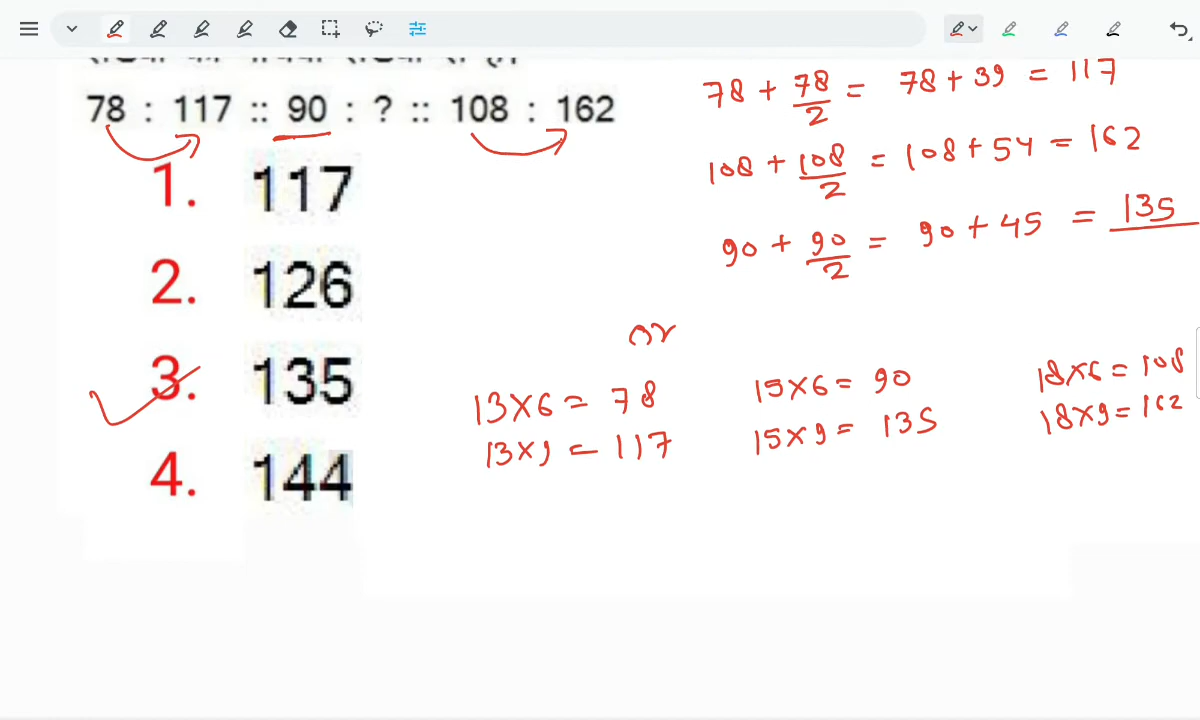 78 : 117 :: 90 : ? :: 108 : 162
1. 117
2. 126
3. 135
4. 144
78 + 78/2 = 78 + 39 = 117
108 + 108/2 = 108 + 54 = 162
90 + 90/2 = 90 + 45 = 135
or
13×6 = 78
13×9 = 117
15×6 = 90
15×9 = 135
18×6 = 108
18×9 = 162